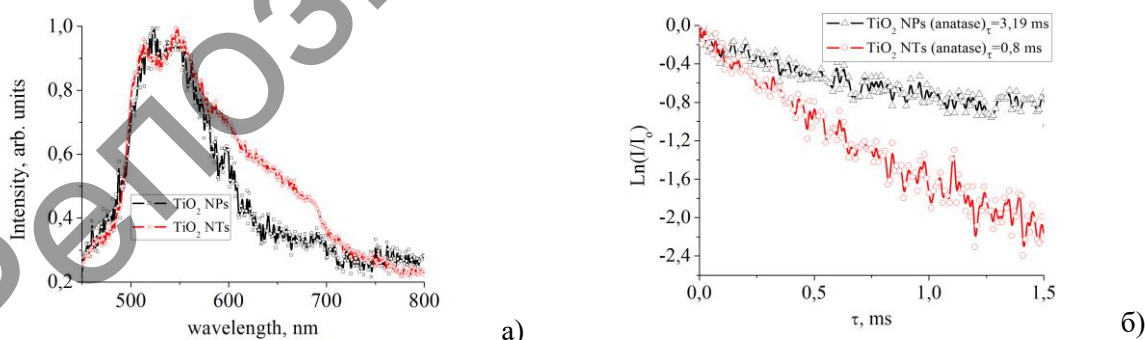 1,0
0,8
0,6
0,4
0,2
Intensity, arb. units
TiO2 NPs
TiO2 NTs
500 600 700 800
wavelength, nm
а)
0,0
-0,4
-0,8
-1,2
-1,6
-2,0
-2,4
Ln(I/Io)
TiO2 NPs (anatase)τ=3,19 ms
TiO2 NTs (anatase)τ=0,8 ms
0,0 0,5 1,0 1,5
τ, ms
б)